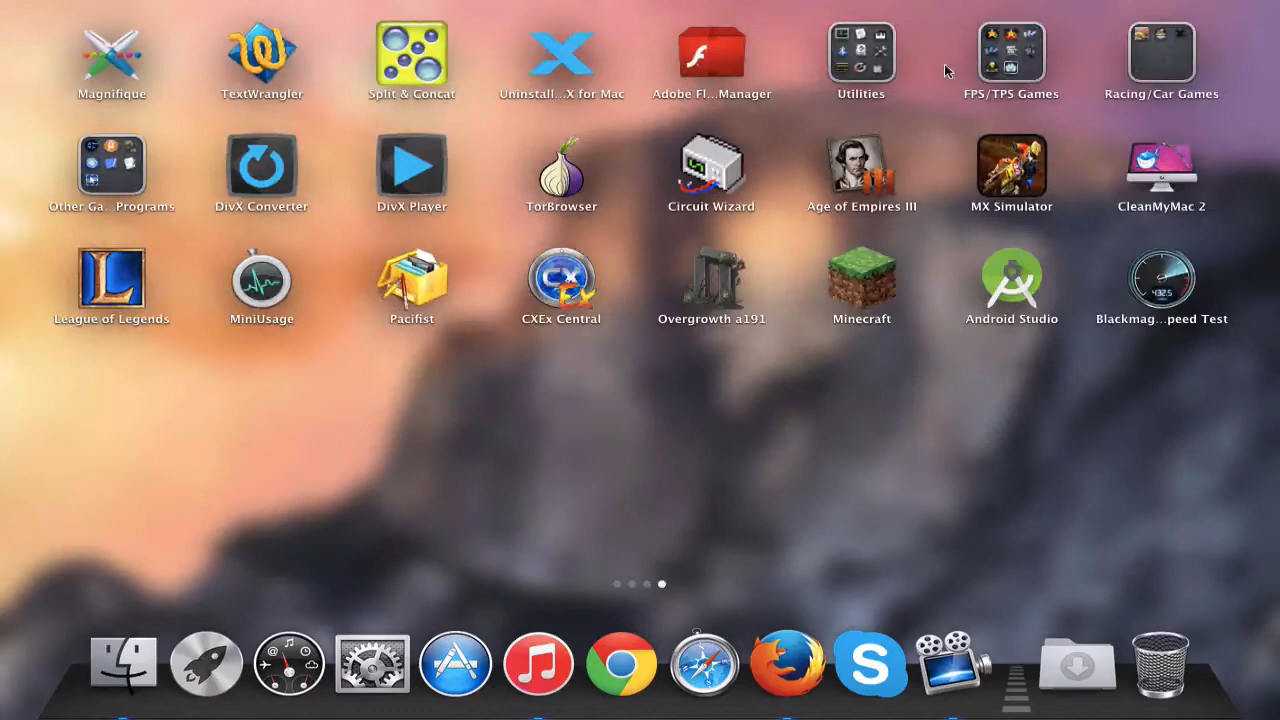 Magnifique
TextWrangler
Split & Concat
Uninstall...X for Mac
Adobe Fl...Manager
Utilities
FPS/TPS Games
Racing/Car Games
Other Ga...Programs
DivX Converter
DivX Player
TorBrowser
Circuit Wizard
Age of Empires III
MX Simulator
CleanMyMac 2
League of Legends
MiniUsage
Pacifist
CXEx Central
Overgrowth a191
Minecraft
Android Studio
Blackmag...peed Test